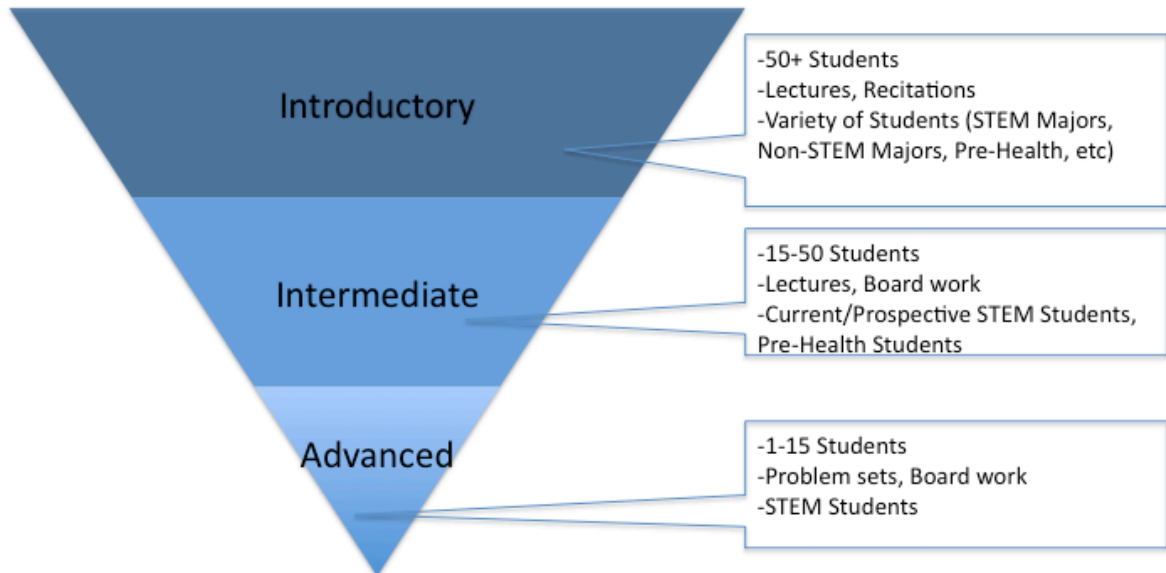 Introductory
-50+ Students
-Lectures, Recitations
-Variety of Students (STEM Majors,
Non-STEM Majors, Pre-Health, etc)
Intermediate
-15-50 Students
-Lectures, Board work
-Current/Prospective STEM Students,
Pre-Health Students
Advanced
-1-15 Students
-Problem sets, Board work
-STEM Students